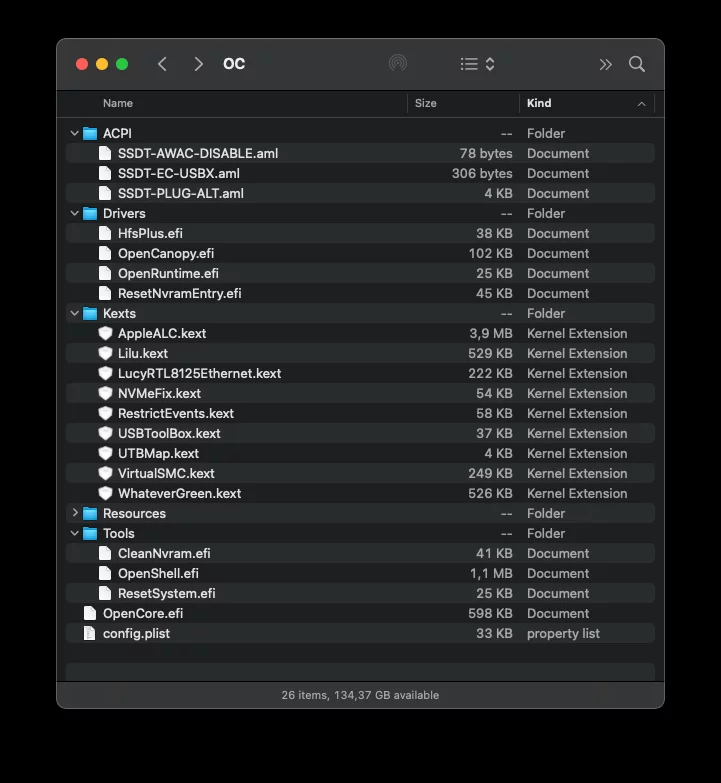 OC
Name Size Kind
ACPI -- Folder
SSDT-AWAC-DISABLE.aml 78 bytes Document
SSDT-EC-USBX.aml 306 bytes Document
SSDT-PLUG-ALT.aml 4 KB Document
Drivers -- Folder
HfsPlus.efi 38 KB Document
OpenCanopy.efi 102 KB Document
OpenRuntime.efi 25 KB Document
ResetNvramEntry.efi 45 KB Document
Kexts -- Folder
AppleALC.kext 3,9 MB Kernel Extension
Lilu.kext 529 KB Kernel Extension
LucyRTL8125Ethernet.kext 222 KB Kernel Extension
NVMeFix.kext 54 KB Kernel Extension
RestrictEvents.kext 58 KB Kernel Extension
USBToolBox.kext 37 KB Kernel Extension
UTBMap.kext 4 KB Kernel Extension
VirtualSMC.kext 249 KB Kernel Extension
WhateverGreen.kext 526 KB Kernel Extension
Resources -- Folder
Tools -- Folder
CleanNvram.efi 41 KB Document
OpenShell.efi 1,1 MB Document
ResetSystem.efi 25 KB Document
OpenCore.efi 598 KB Document
config.plist 33 KB property list
26 items, 134,37 GB available